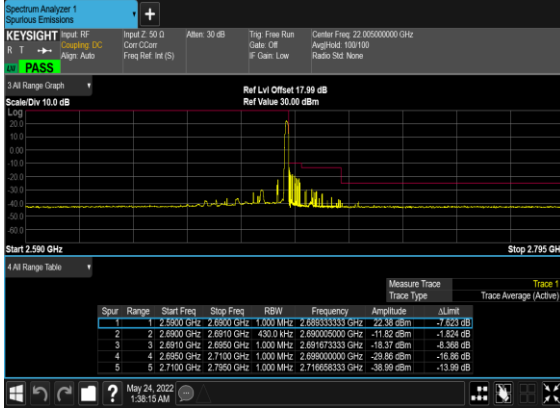 Spectrum Analyzer 1
Spurious Emissions
+
KEYSIGHT Input: RF Input Z: 50 Ω Atten: 30 dB Trig: Free Run Center Freq: 22.005000000 GHz
R T Coupling: DC Corr CCorr Gate: Off Avg|Hold: 100/100
Align: Auto Freq Ref: Int (S) IF Gain: Low Radio Std: None
LXI PASS
3.All Range Graph
Ref Lvl Offset 17.99 dB
Scale/Div 10.0 dB Ref Value 30.00 dBm
Log
20.0
10.0
0.00
-10.0
-20.0
-30.0
-40.0
-50.0
-60.0
Start 2.590 GHz Stop 2.795 GH
4.All Range Table
Measure Trace Trace 1
Trace Type Trace Average (Active)
Spur Range Start Freq Stop Freq RBW Frequency Amplitude ΔLimit
1 1 2.5900 GHz 2.6900 GHz 1.000 MHz 2.689333333 GHz 22.38 dBm -7.623 dB
2 2 2.6900 GHz 2.6910 GHz 430.0 kHz 2.690005000 GHz -11.82 dBm -1.824 dB
3 3 2.6910 GHz 2.6950 GHz 1.000 MHz 2.691673333 GHz -18.37 dBm -8.368 dB
4 4 2.6950 GHz 2.7100 GHz 1.000 MHz 2.699000000 GHz -29.86 dBm -16.86 dB
5 5 2.7100 GHz 2.7950 GHz 1.000 MHz 2.716658333 GHz -38.99 dBm -13.99 dB
? May 24, 2022
1:38:15 AM